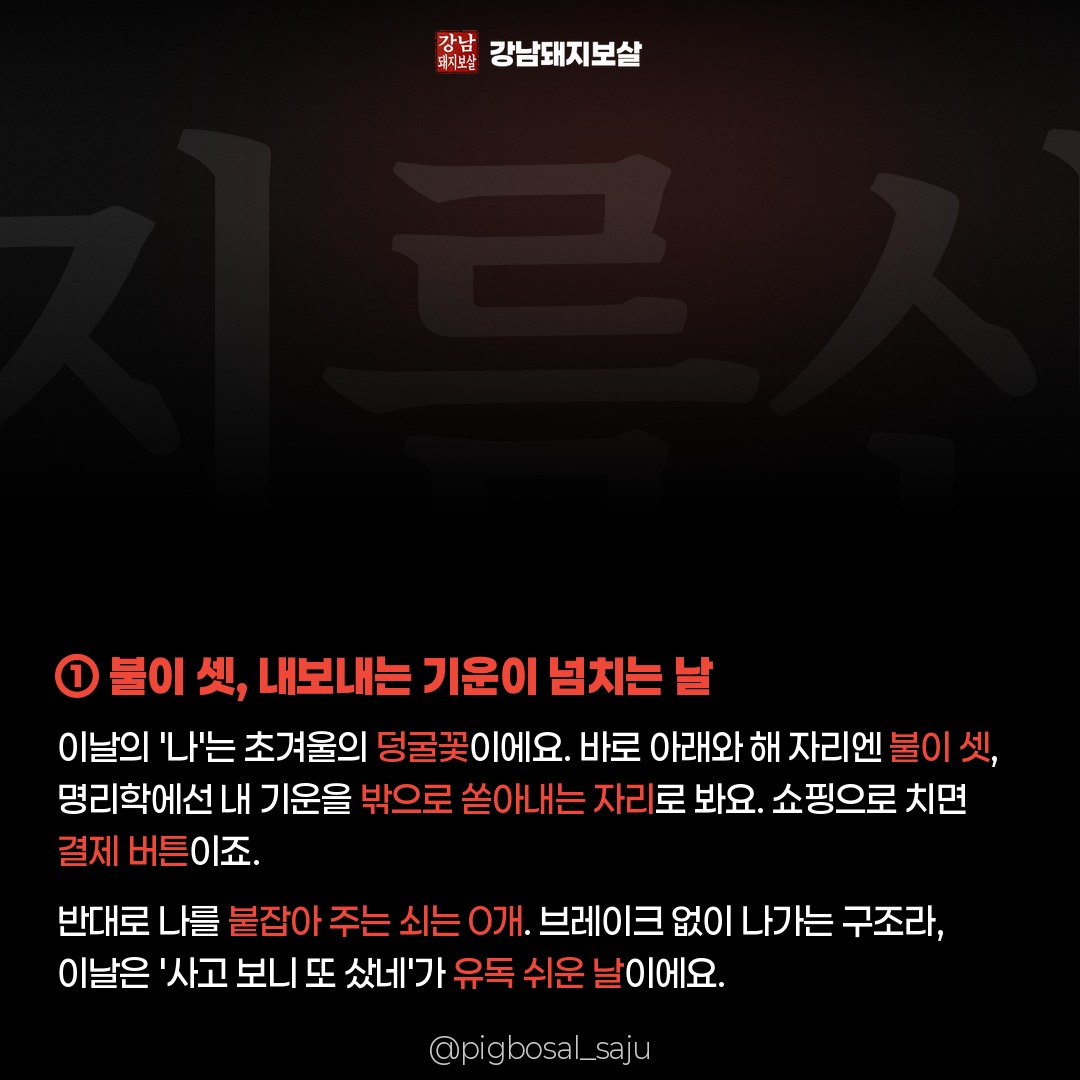 강남
돼지보살
강남돼지보살
지름신
① 불이 셋, 내보내는 기운이 넘치는 날
이날의 '나'는 초겨울의 덩굴꽃이에요. 바로 아래와 해 자리엔 불이 셋,
명리학에선 내 기운을 밖으로 쏟아내는 자리로 봐요. 쇼핑으로 치면
결제 버튼이죠.
반대로 나를 붙잡아 주는 쇠는 0개. 브레이크 없이 나가는 구조라,
이날은 '사고 보니 또 샀네'가 유독 쉬운 날이에요.
@pigbosal_saju